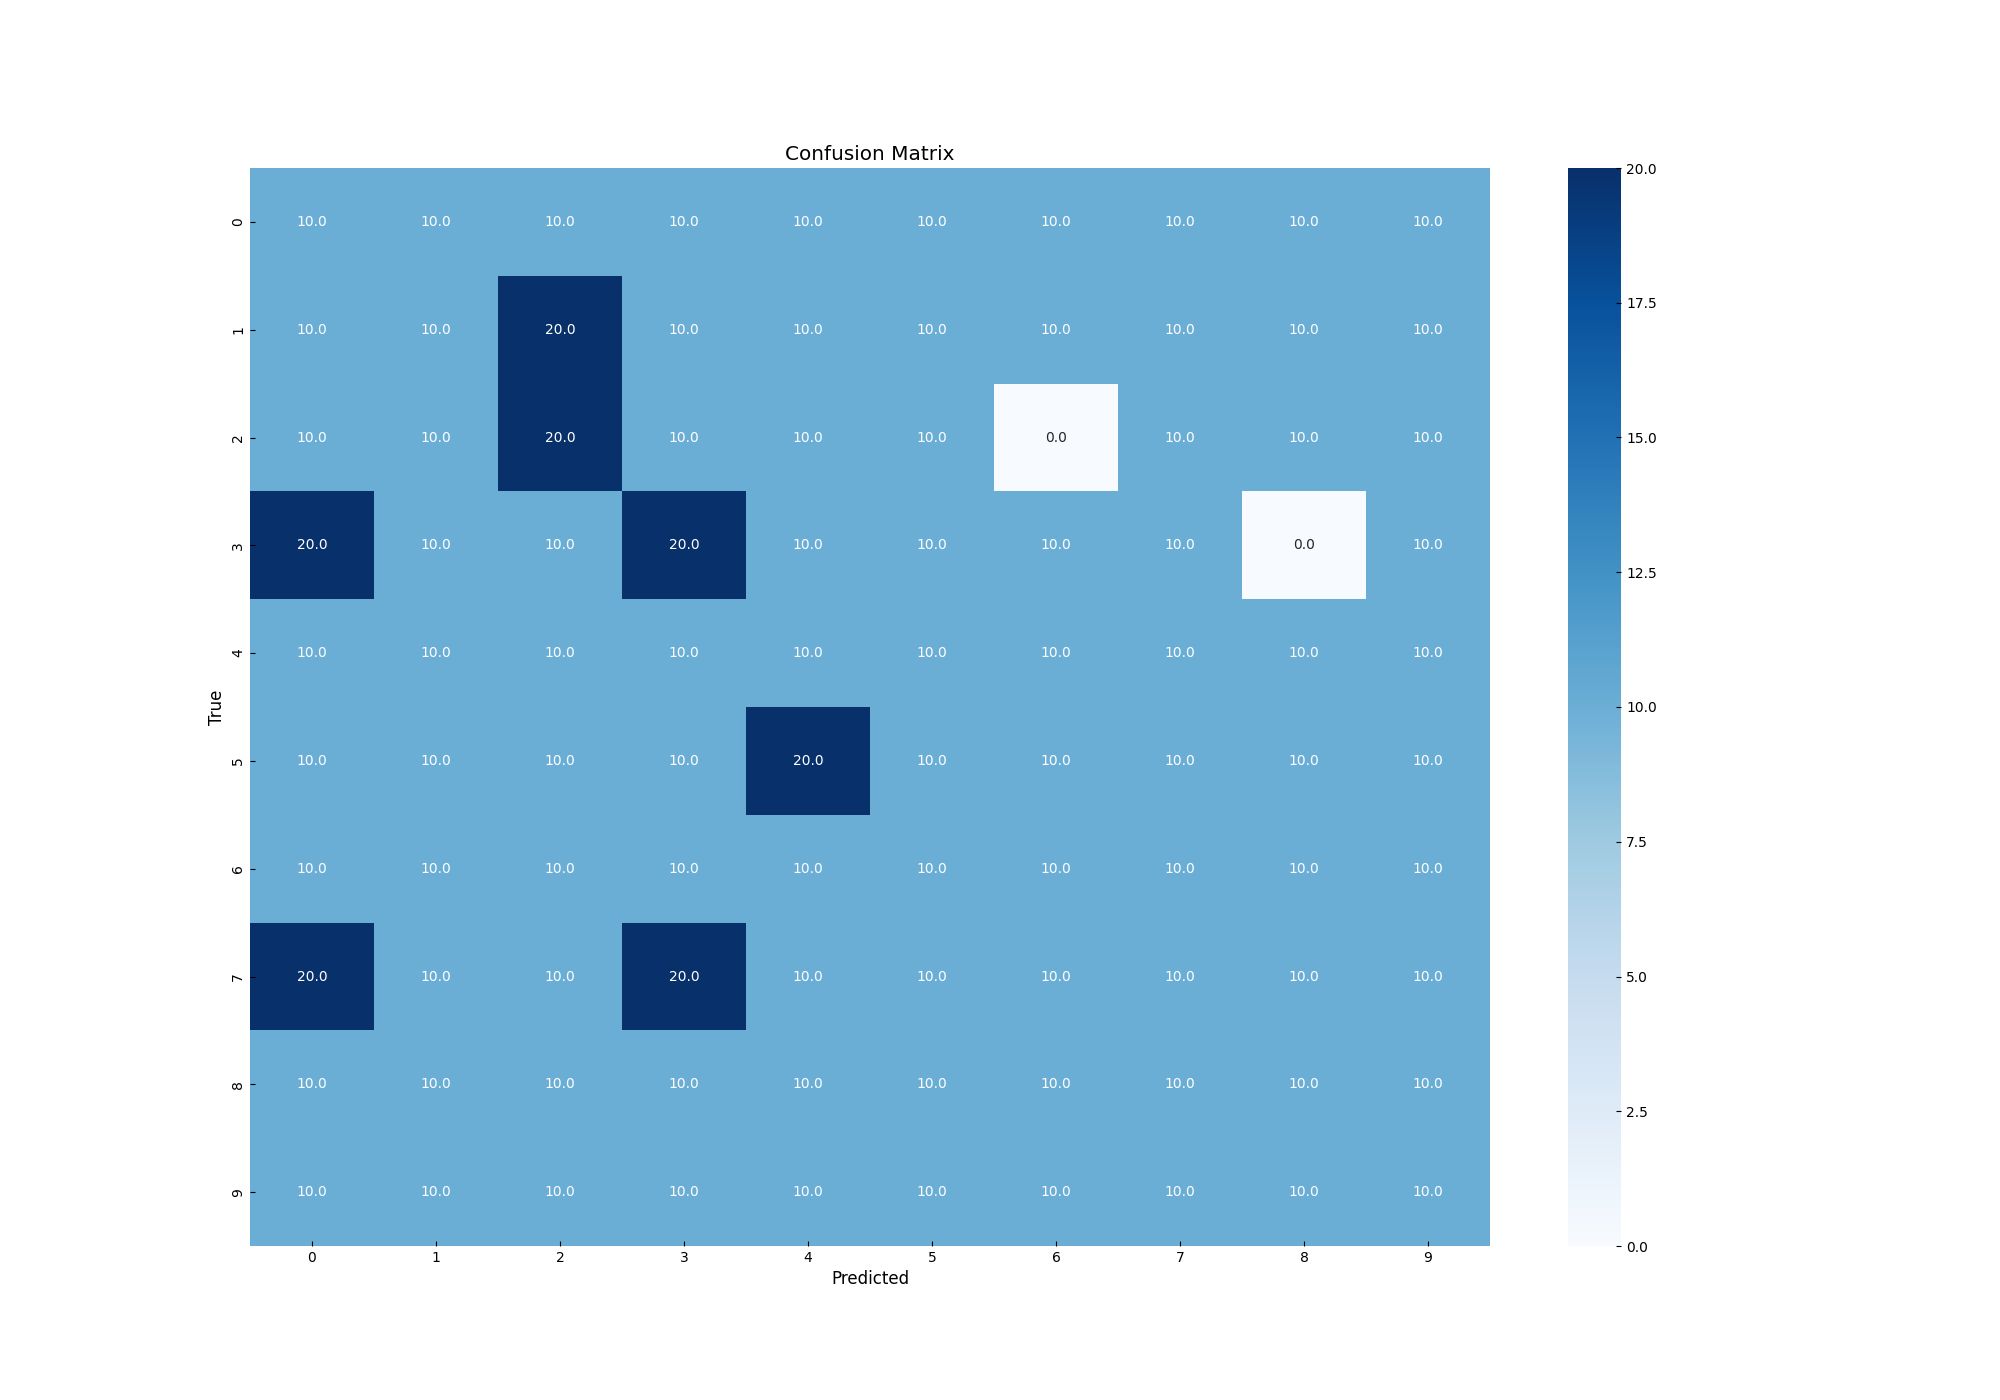 Confusion Matrix
0 10.0 10.0 10.0 10.0 10.0 10.0 10.0 10.0 10.0 10.0
1 10.0 10.0 20.0 10.0 10.0 10.0 10.0 10.0 10.0 10.0
2 10.0 10.0 20.0 10.0 10.0 10.0 0.0 10.0 10.0 10.0
3 20.0 10.0 10.0 20.0 10.0 10.0 10.0 10.0 0.0 10.0
4 10.0 10.0 10.0 10.0 10.0 10.0 10.0 10.0 10.0 10.0
5 10.0 10.0 10.0 10.0 20.0 10.0 10.0 10.0 10.0 10.0
6 10.0 10.0 10.0 10.0 10.0 10.0 10.0 10.0 10.0 10.0
7 20.0 10.0 10.0 20.0 10.0 10.0 10.0 10.0 10.0 10.0
8 10.0 10.0 10.0 10.0 10.0 10.0 10.0 10.0 10.0 10.0
9 10.0 10.0 10.0 10.0 10.0 10.0 10.0 10.0 10.0 10.0
0 1 2 3 4 5 6 7 8 9
Predicted
True
20.0
17.5
15.0
12.5
10.0
7.5
5.0
2.5
0.0